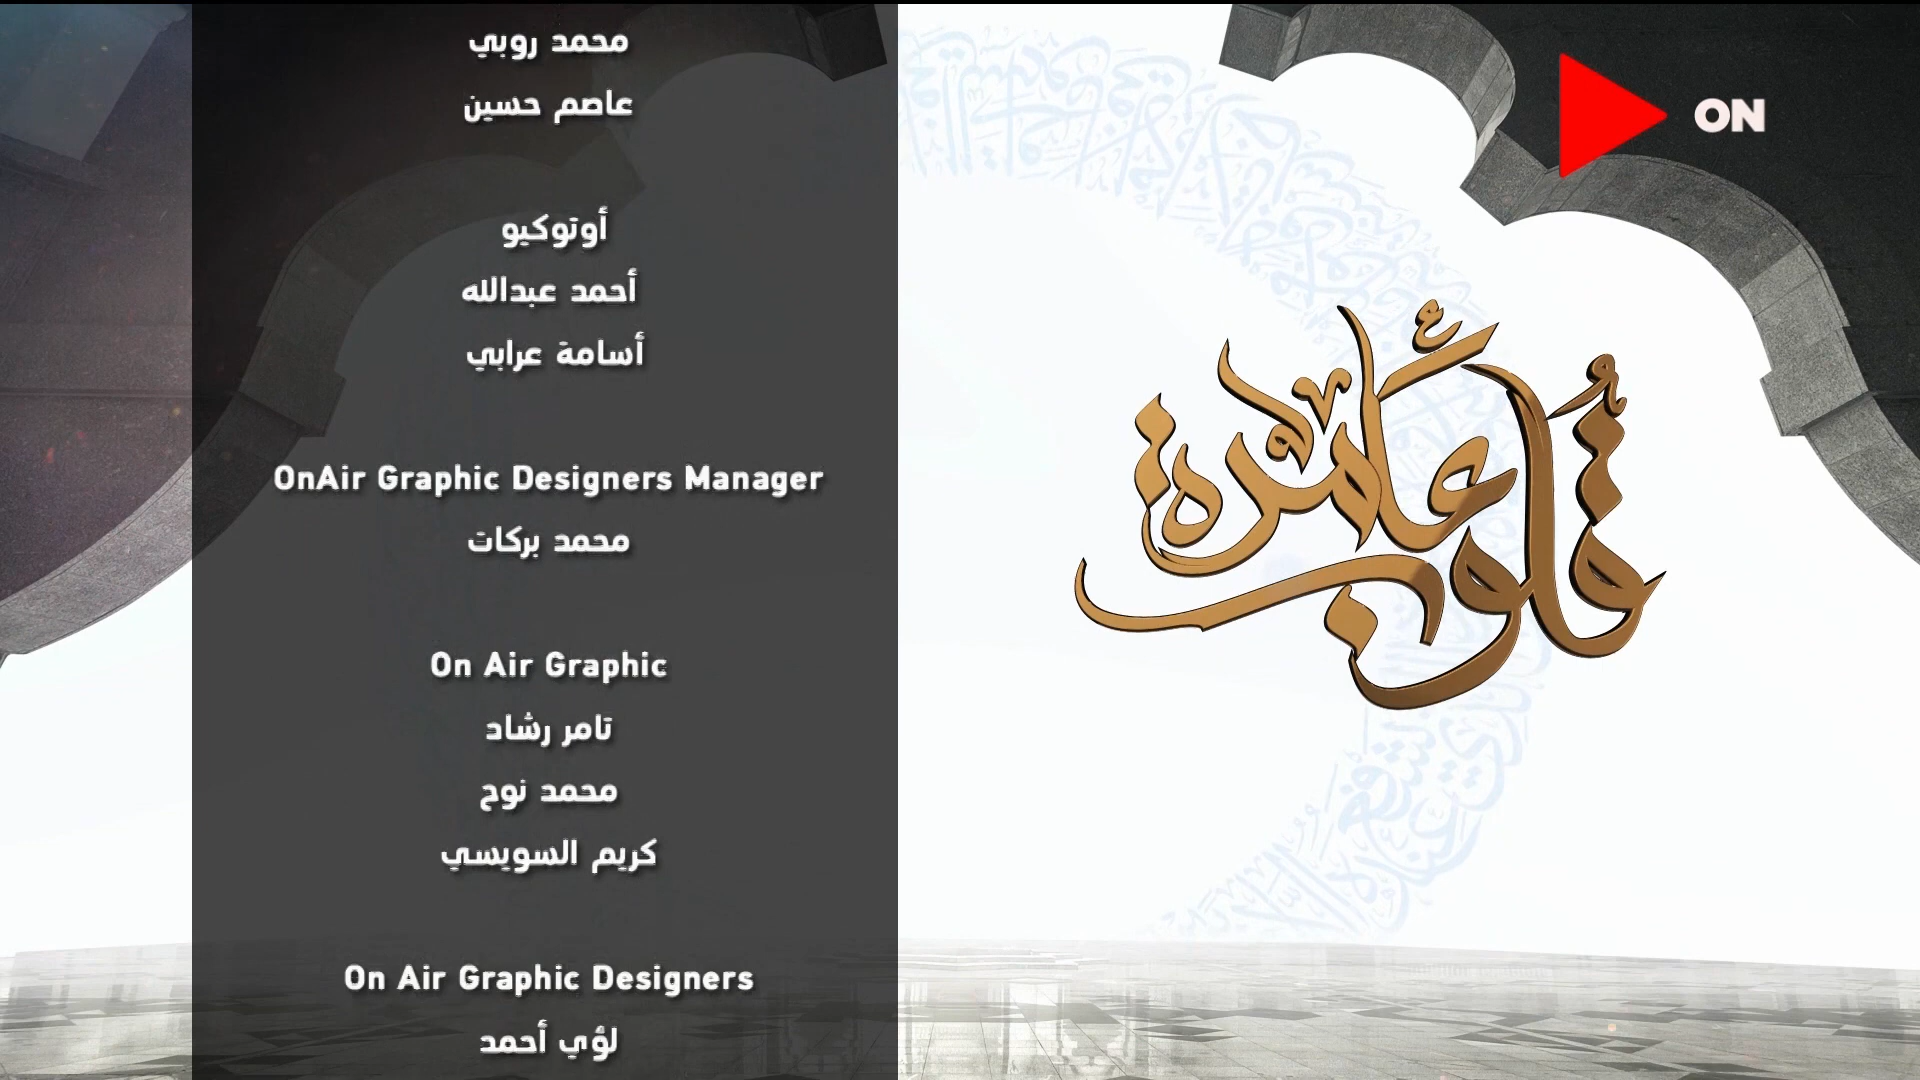 محمد روبي
عاصم حسين
أوتوكيو
أحمد عبدالله
أسامة عرابي
OnAir Graphic Designers Manager
محمد بركات
On Air Graphic
تامر رشاد
محمد نوح
كريم السويسي
On Air Graphic Designers
لؤي أحمد
ON
قلوب عامرة